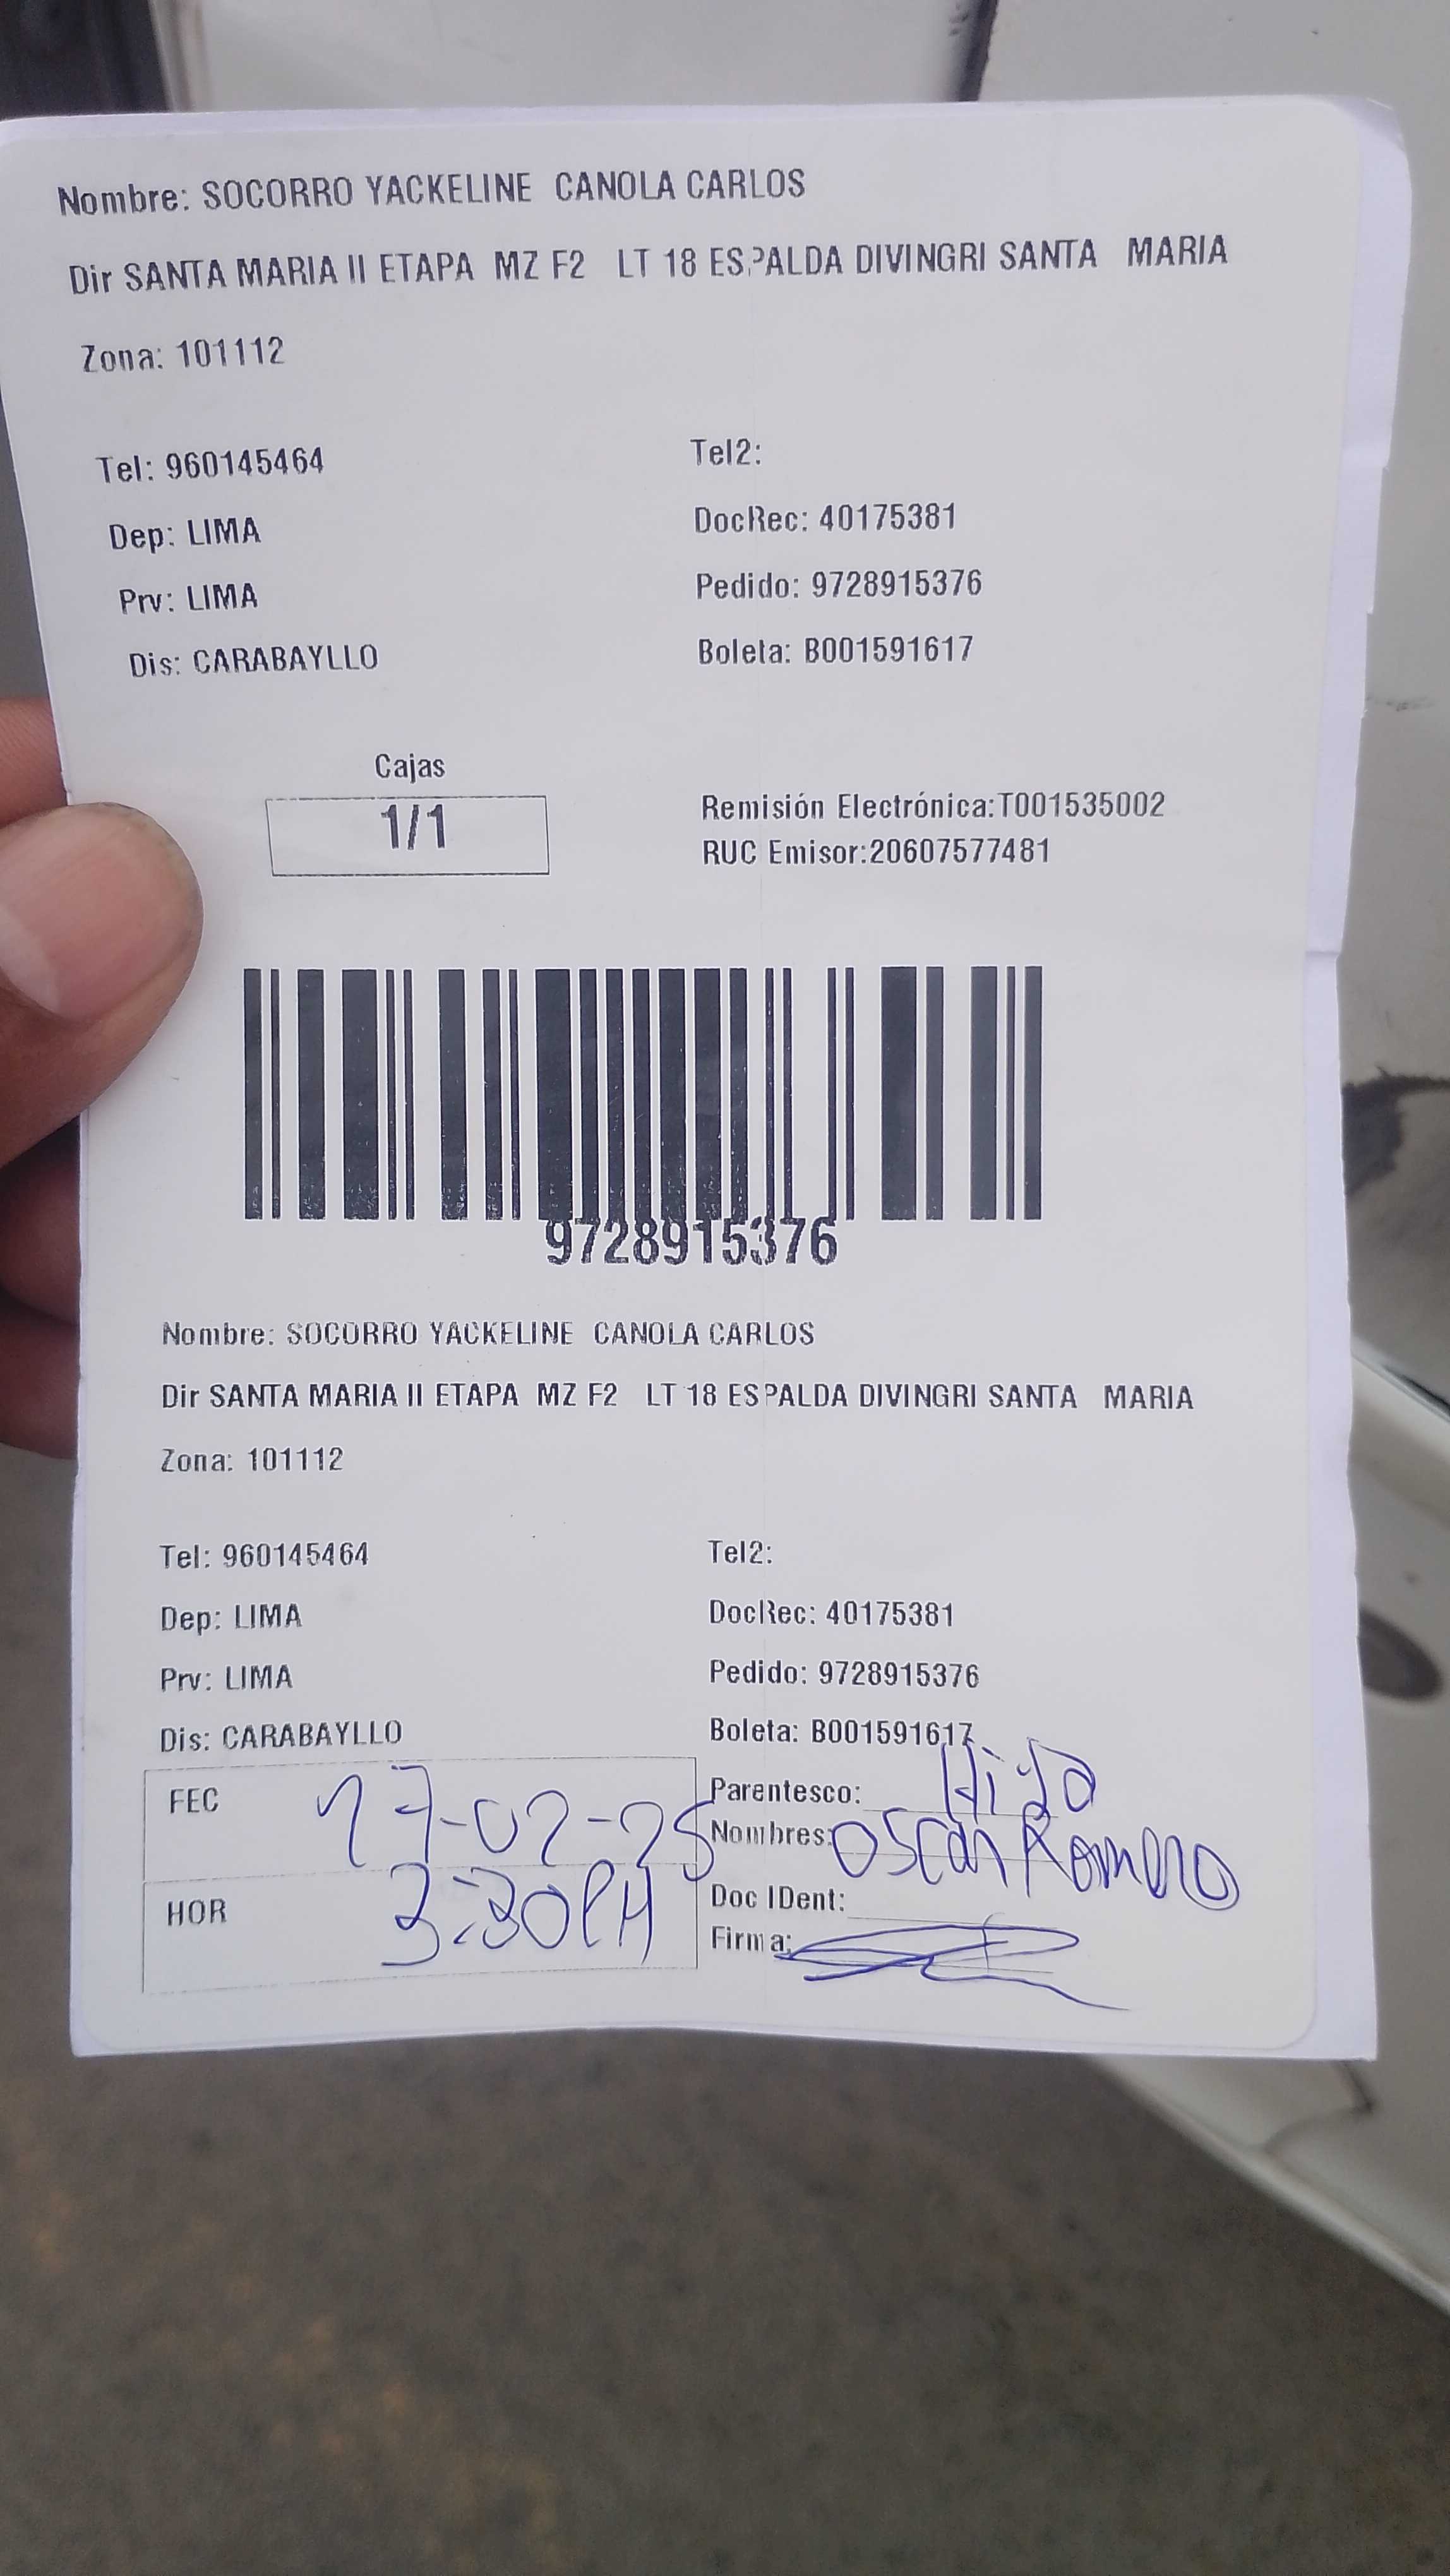 Nombre: SOCORRO YACKELINE CANOLA CARLOS
Dir SANTA MARIA II ETAPA MZ F2 LT 18 ESPALDA DIVINGRI SANTA MARIA
Zona: 101112
Tel: 960145464 Tel2:
Dep: LIMA DocRec: 40175381
Prv: LIMA Pedido: 9728915376
Dis: CARABAYLLO Boleta: B001591617
Cajas
1/1
Remisión Electrónica:T001535002
RUC Emisor:20607577481
9728915376
Nombre: SOCORRO YACKELINE CANOLA CARLOS
Dir SANTA MARIA II ETAPA MZ F2 LT 18 ESPALDA DIVINGRI SANTA MARIA
Zona: 101112
Tel: 960145464 Tel2:
Dep: LIMA DocRec: 40175381
Prv: LIMA Pedido: 9728915376
Dis: CARABAYLLO Boleta: B001591617
FEC 17-02-25 Parentesco: Hijo
Nombres: Oscar Romero
HOR 3:30PM Doc IDent:
Firma: